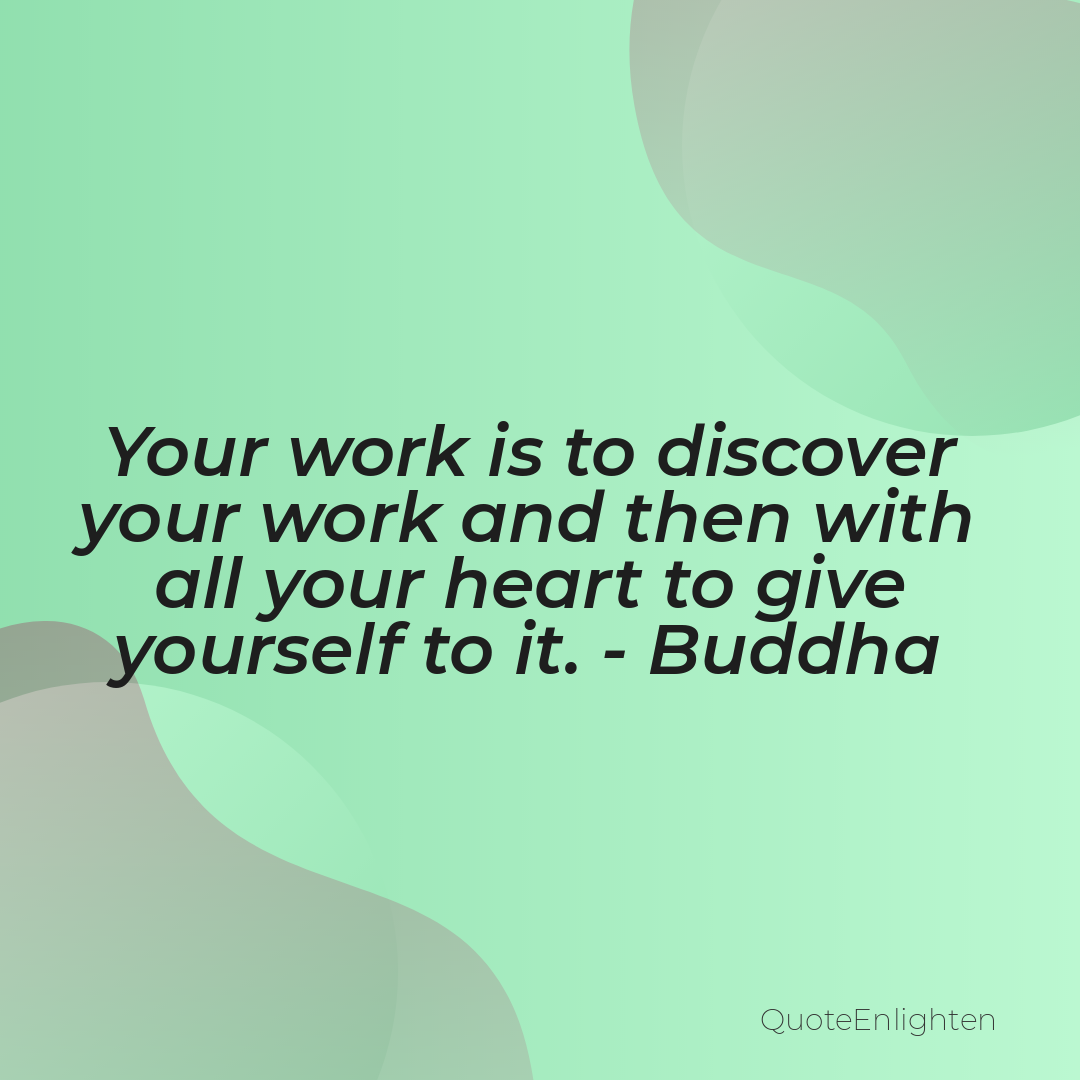 Your work is to discover
your work and then with
all your heart to give
yourself to it. - Buddha
QuoteEnlighten